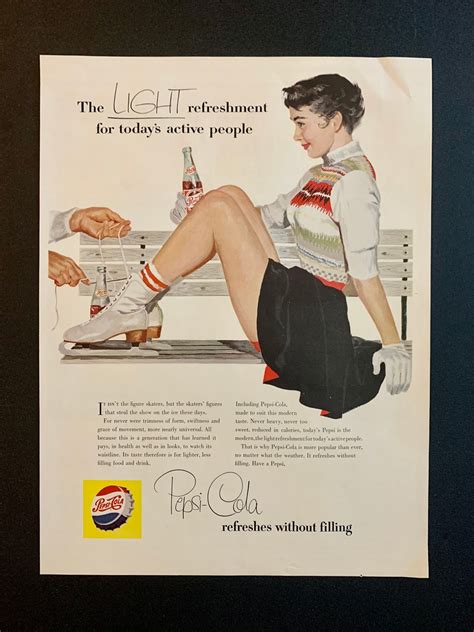 The LIGHT refreshment
for today's active people
It isn't the figure skaters, but the skaters' figures
that steal the show on the ice these days.
For never were trimness of form, swiftness and
grace of movement, more nearly universal. All
because this is a generation that has learned it
pays, in health as well as in looks, to watch its
waistline. Its taste therefore is for lighter, less
filling food and drink.
Including Pepsi-Cola,
made to suit this modern
taste. Never heavy, never too
sweet, reduced in calories, today's Pepsi is the
modern, the light refreshment for today's active people.
That is why Pepsi-Cola is more popular than ever,
no matter what the weather. It refreshes without
filling. Have a Pepsi.
Pepsi-Cola
Pepsi-Cola
refreshes without filling